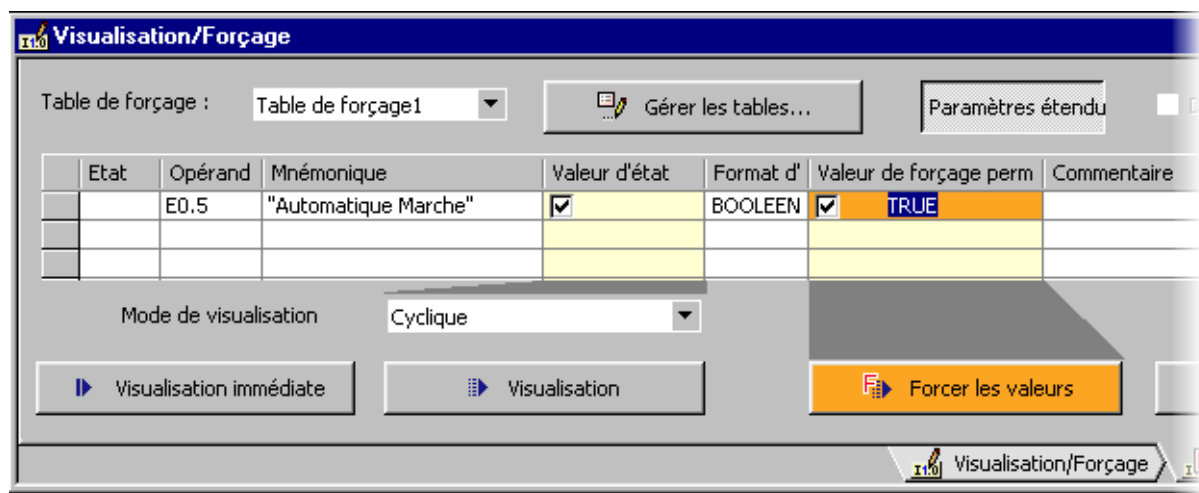 Visualisation/Forçage
Table de forçage : Table de forçage1 Gérer les tables... Paramètres étendu
Etat Opérand Mnémonique Valeur d'état Format d' Valeur de forçage perm Commentaire
E0.5 "Automatique Marche" BOOLEEN TRUE
Mode de visualisation Cyclique
Visualisation immédiate Visualisation Forcer les valeurs
Visualisation/Forçage